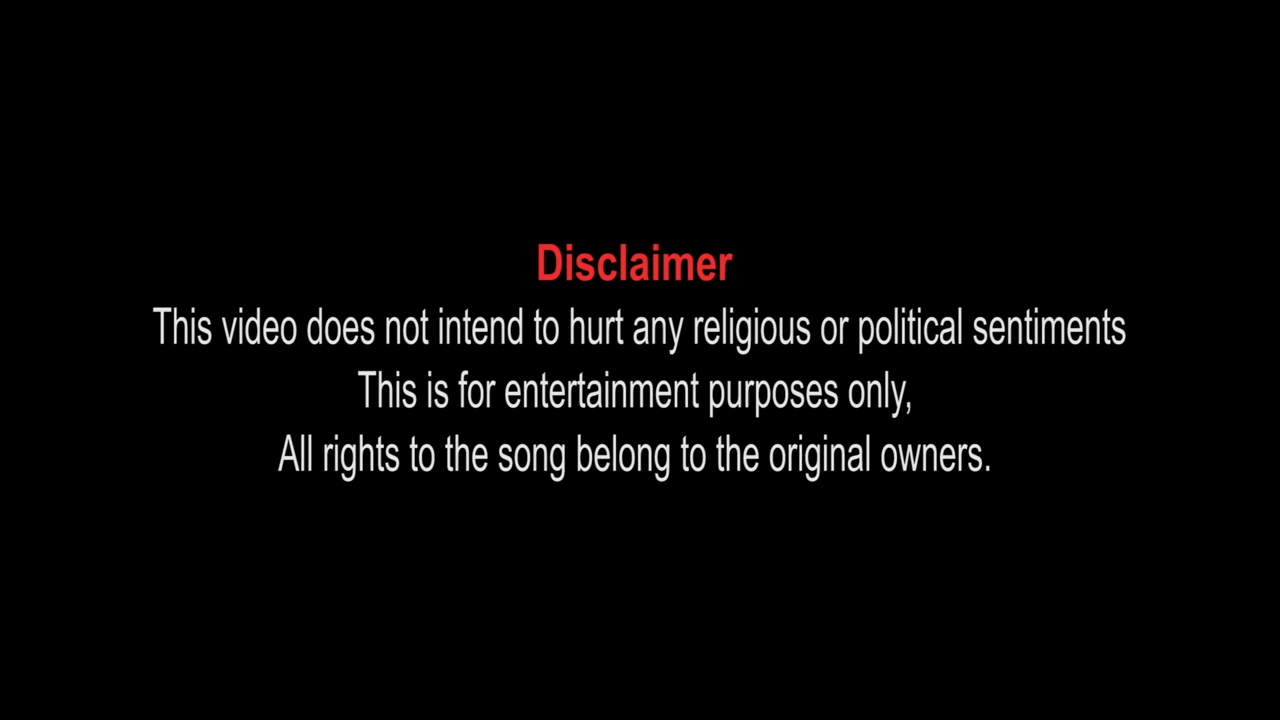 Disclaimer
This video does not intend to hurt any religious or political sentiments
This is for entertainment purposes only,
All rights to the song belong to the original owners.